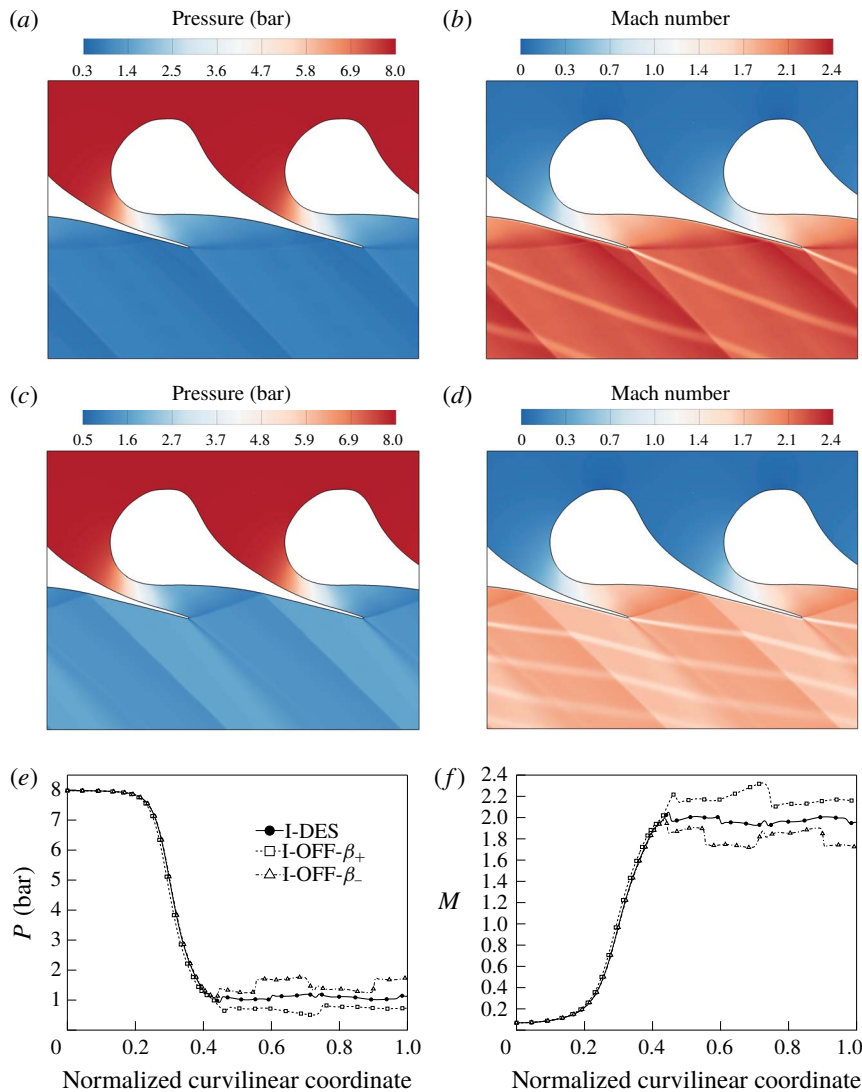 (a) Pressure (bar)
0.3 1.4 2.5 3.6 4.7 5.8 6.9 8.0
(b) Mach number
0 0.3 0.7 1.0 1.4 1.7 2.1 2.4
(c) Pressure (bar)
0.5 1.6 2.7 3.7 4.8 5.9 6.9 8.0
(d) Mach number
0 0.3 0.7 1.0 1.4 1.7 2.1 2.4
(e)
8
7
6
5
4
3
2
1
P (bar)
I-DES
I-OFF-β+
I-OFF-β−
0 0.2 0.4 0.6 0.8 1.0
Normalized curvilinear coordinate
(f)
2.4
2.2
2.0
1.8
1.6
1.4
1.2
1.0
0.8
0.6
0.4
0.2
M
0 0.2 0.4 0.6 0.8 1.0
Normalized curvilinear coordinate